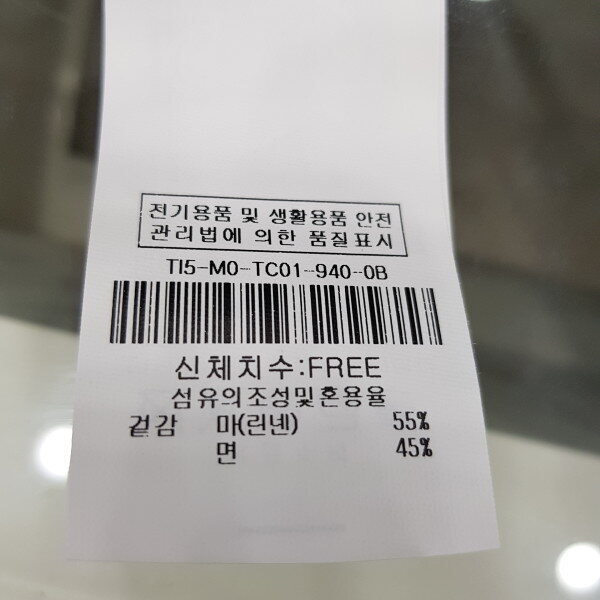 전기용품 및 생활용품 안전
관리법에 의한 품질표시
TI5-M0-TC01-940-0B
신체치수:FREE
섬유의조성및혼용율
겉감 마(린넨) 55%
면 45%